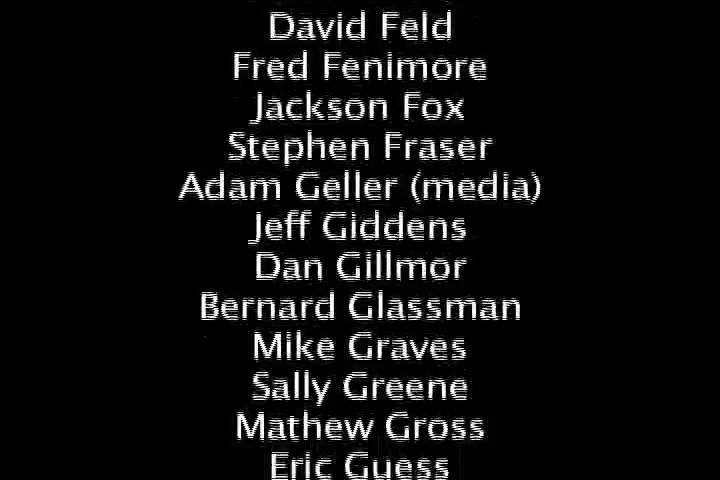 David Feld
Fred Fenimore
Jackson Fox
Stephen Fraser
Adam Geller (media)
Jeff Giddens
Dan Gillmor
Bernard Glassman
Mike Graves
Sally Greene
Mathew Gross
Eric Guess